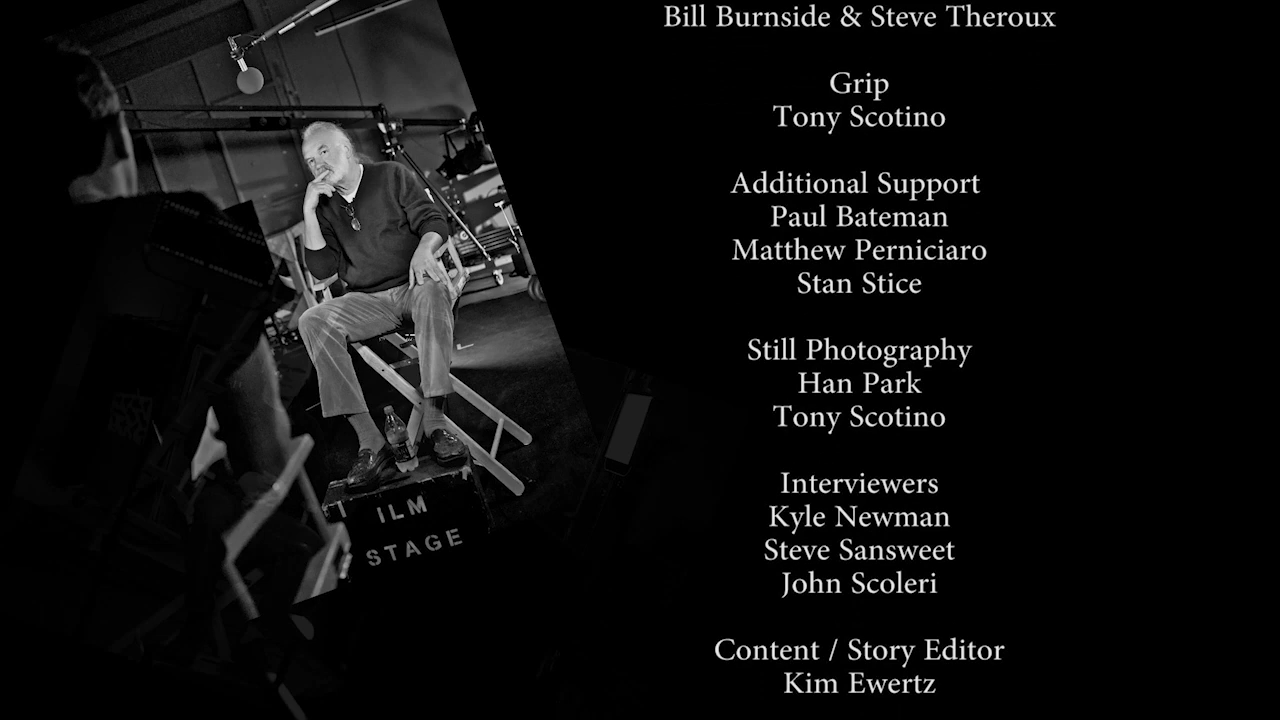 Bill Burnside & Steve Theroux
Grip
Tony Scotino
Additional Support
Paul Bateman
Matthew Perniciaro
Stan Stice
Still Photography
Han Park
Tony Scotino
Interviewers
Kyle Newman
Steve Sansweet
John Scoleri
Content / Story Editor
Kim Ewertz
ILM
STAGE